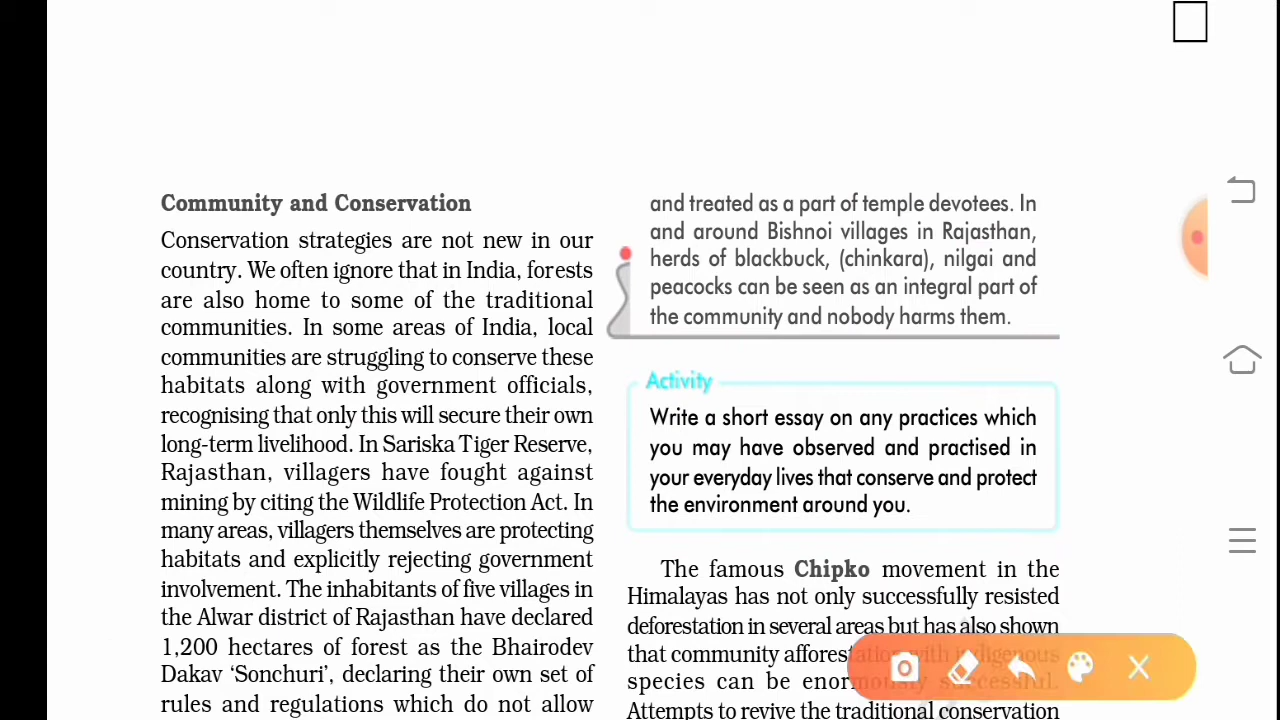 Community and Conservation
Conservation strategies are not new in our
country. We often ignore that in India, forests
are also home to some of the traditional
communities. In some areas of India, local
communities are struggling to conserve these
habitats along with government officials,
recognising that only this will secure their own
long-term livelihood. In Sariska Tiger Reserve,
Rajasthan, villagers have fought against
mining by citing the Wildlife Protection Act. In
many areas, villagers themselves are protecting
habitats and explicitly rejecting government
involvement. The inhabitants of five villages in
the Alwar district of Rajasthan have declared
1,200 hectares of forest as the Bhairodev
Dakav ‘Sonchuri’, declaring their own set of
rules and regulations which do not allow
and treated as a part of temple devotees. In
and around Bishnoi villages in Rajasthan,
herds of blackbuck, (chinkara), nilgai and
peacocks can be seen as an integral part of
the community and nobody harms them.
Activity
Write a short essay on any practices which
you may have observed and practised in
your everyday lives that conserve and protect
the environment around you.
The famous Chipko movement in the
Himalayas has not only successfully resisted
deforestation in several areas but has also shown
that community afforestation with indigenous
species can be enormously successful.
Attempts to revive the traditional conservation